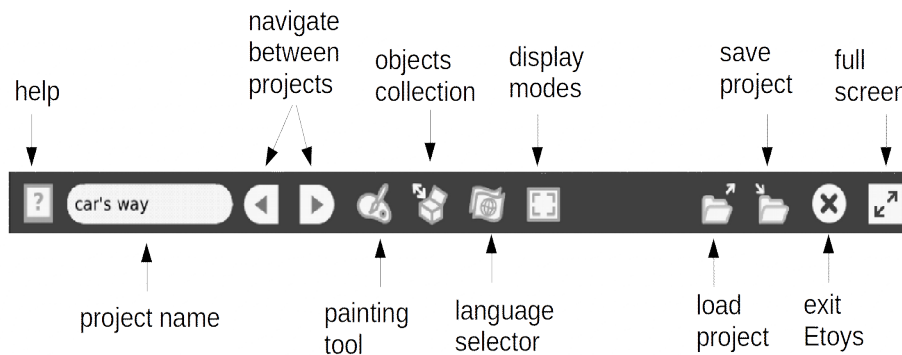 navigate
between
projects
help
objects
collection
display
modes
save
project
full
screen
?
car's way
project name
painting
tool
language
selector
load
project
exit
Etoys